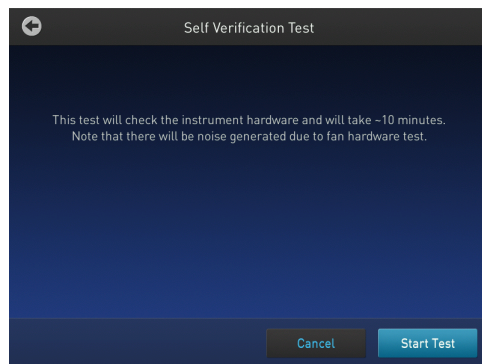 Self Verification Test
This test will check the instrument hardware and will take ~10 minutes.
Note that there will be noise generated due to fan hardware test.
Cancel
Start Test